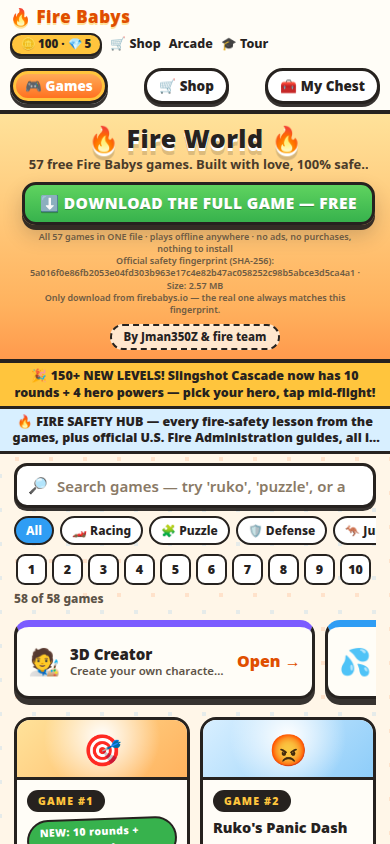 🔥 Fire Babys
🪙 100 · 💎 5 🛒 Shop Arcade 🎓 Tour
🎮 Games 🛒 Shop 🧰 My Chest
🔥 Fire World 🔥
57 free Fire Babys games. Built with love, 100% safe..
⬇️ DOWNLOAD THE FULL GAME — FREE
All 57 games in ONE file · plays offline anywhere · no ads, no purchases,
nothing to install
Official safety fingerprint (SHA-256):
5a016f0e86fb2053e04fd303b963e17c4e82b47ac058252c98b5abce3d5ca4a1 ·
Size: 2.57 MB
Only download from firebabys.io — the real one always matches this
fingerprint.
By Jman350Z & fire team
🎉 150+ NEW LEVELS! Slingshot Cascade now has 10
rounds + 4 hero powers — pick your hero, tap mid-flight!
🔥 FIRE SAFETY HUB — every fire-safety lesson from the
games, plus official U.S. Fire Administration guides, all i...
🔎 Search games — try 'ruko', 'puzzle', or a
All 🏎️ Racing 🧩 Puzzle 🛡️ Defense 🦘 Ju
1 2 3 4 5 6 7 8 9 10
58 of 58 games
3D Creator
Create your own characte... Open →
GAME #1
NEW: 10 rounds +
GAME #2
Ruko's Panic Dash